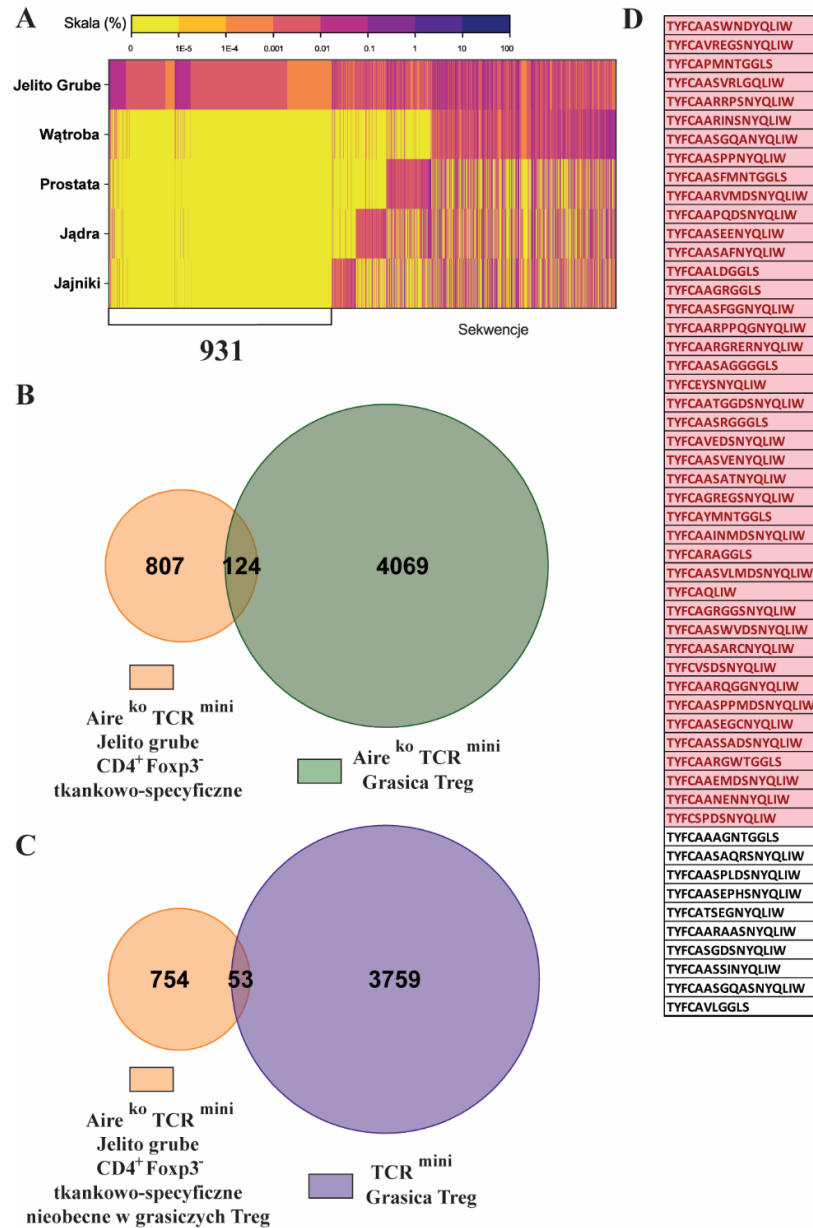 A
Skala (%)
0 1E-5 1E-4 0.001 0.01 0.1 1 10 100
Jelito Grube
Wątroba
Prostata
Jądra
Jajniki
931
Sekwencje
B
807 124 4069
Aire ko TCR mini
Jelito grube
CD4+ Foxp3-
tkankowo-specyficzne
Aire ko TCR mini
Grasica Treg
C
754 53 3759
Aire ko TCR mini
Jelito grube
CD4+ Foxp3-
tkankowo-specyficzne
nieobecne w grasiczych Treg
TCR mini
Grasica Treg
D
TYFCAASWNDYQLIW
TYFCAVREGSNYQLIW
TYFCAPMNTGGLS
TYFCAASVRLGQLIW
TYFCAARRPSNYQLIW
TYFCAARINSNYQLIW
TYFCAASGQANYQLIW
TYFCAASPPNYQLIW
TYFCAASFMNTGGLS
TYFCAARVMDSNYQLIW
TYFCAAPQDSNYQLIW
TYFCAASEENYQLIW
TYFCAASAFNYQLIW
TYFCAALDGGLS
TYFCAAGRGGLS
TYFCAASFGGNYQLIW
TYFCAARPPQGNYQLIW
TYFCAARGRERNYQLIW
TYFCAASAGGGGLS
TYFCEYSNYQLIW
TYFCAATGGDSNYQLIW
TYFCAASRGGGLS
TYFCAVEDSNYQLIW
TYFCAASVENYQLIW
TYFCAASATNYQLIW
TYFCAGREGSNYQLIW
TYFCAYMNTGGLS
TYFCAAINMDSNYQLIW
TYFCARAGGLS
TYFCAASVLMDSNYQLIW
TYFCAQLIW
TYFCAGRGGSNYQLIW
TYFCAASWVDSNYQLIW
TYFCAASARCNYQLIW
TYFCVSDSNYQLIW
TYFCAARQGGNYQLIW
TYFCAASPPMDSNYQLIW
TYFCAASEGCNYQLIW
TYFCAASSADSNYQLIW
TYFCAARGWTGGLS
TYFCAAEMDSNYQLIW
TYFCAANENNYQLIW
TYFCSPDSNYQLIW
TYFCAAAGNTGGLS
TYFCAASAQRSNYQLIW
TYFCAASPLDSNYQLIW
TYFCAASEPHSNYQLIW
TYFCATSEGNYQLIW
TYFCAARAASNYQLIW
TYFCASGDSNYQLIW
TYFCAASSINYQLIW
TYFCAASGQASNYQLIW
TYFCAVLGGLS